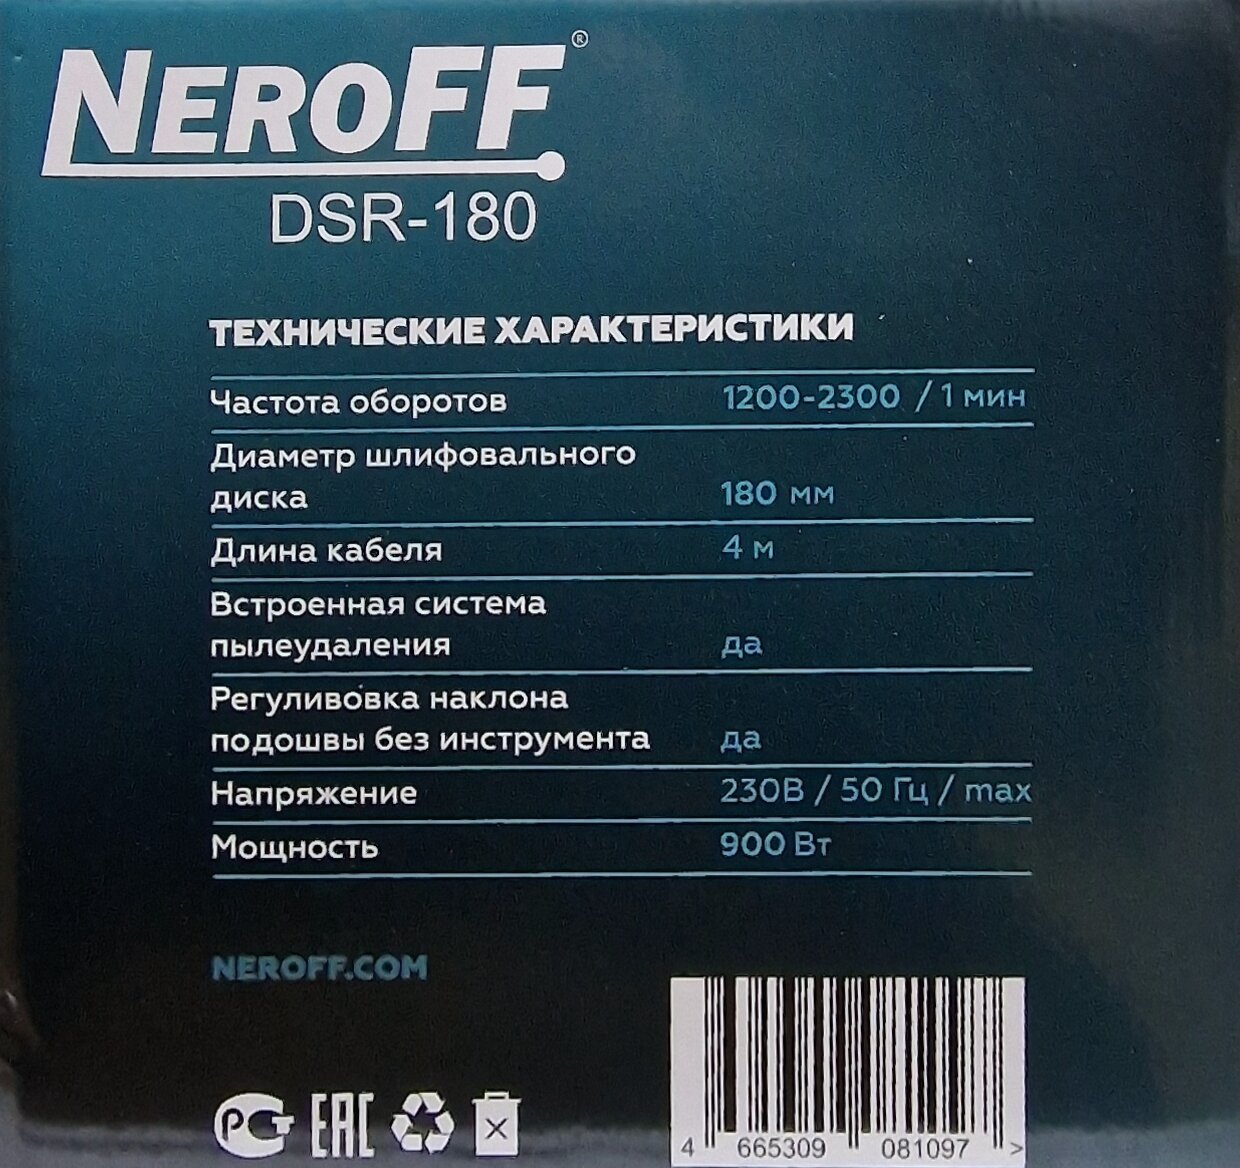 NEROFF®
DSR-180
ТЕХНИЧЕСКИЕ ХАРАКТЕРИСТИКИ
Частота оборотов 1200-2300 / 1 мин
Диаметр шлифовального
диска 180 мм
Длина кабеля 4 м
Встроенная система
пылеудаления да
Регуливовка наклона
подошвы без инструмента да
Напряжение 230В / 50 Гц / max
Мощность 900 Вт
NEROFF.COM
РСТ EAC
4 665309 081097 >